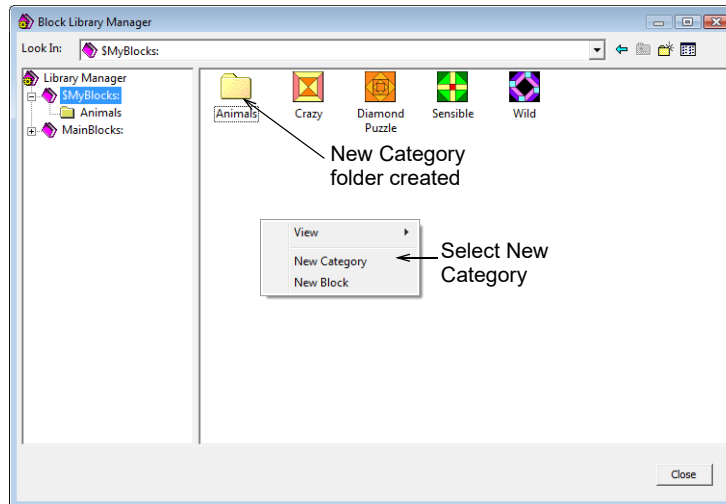 Block Library Manager
Look In:
$MyBlocks:
Library Manager
$MyBlocks:
Animals
MainBlocks:
Animals
Crazy
Diamond
Puzzle
Sensible
Wild
New Category
folder created
View
New Category
New Block
Select New
Category
Close